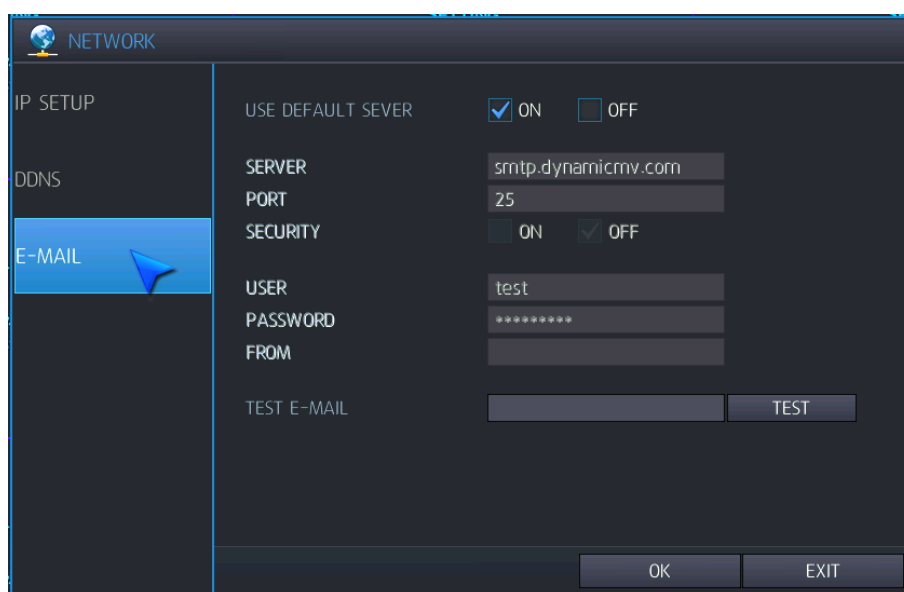 NETWORK
IP SETUP
DDNS
E-MAIL
USE DEFAULT SEVER ON OFF
SERVER smtp.dynamicmv.com
PORT 25
SECURITY ON OFF
USER test
PASSWORD *********
FROM
TEST E-MAIL TEST
OK EXIT